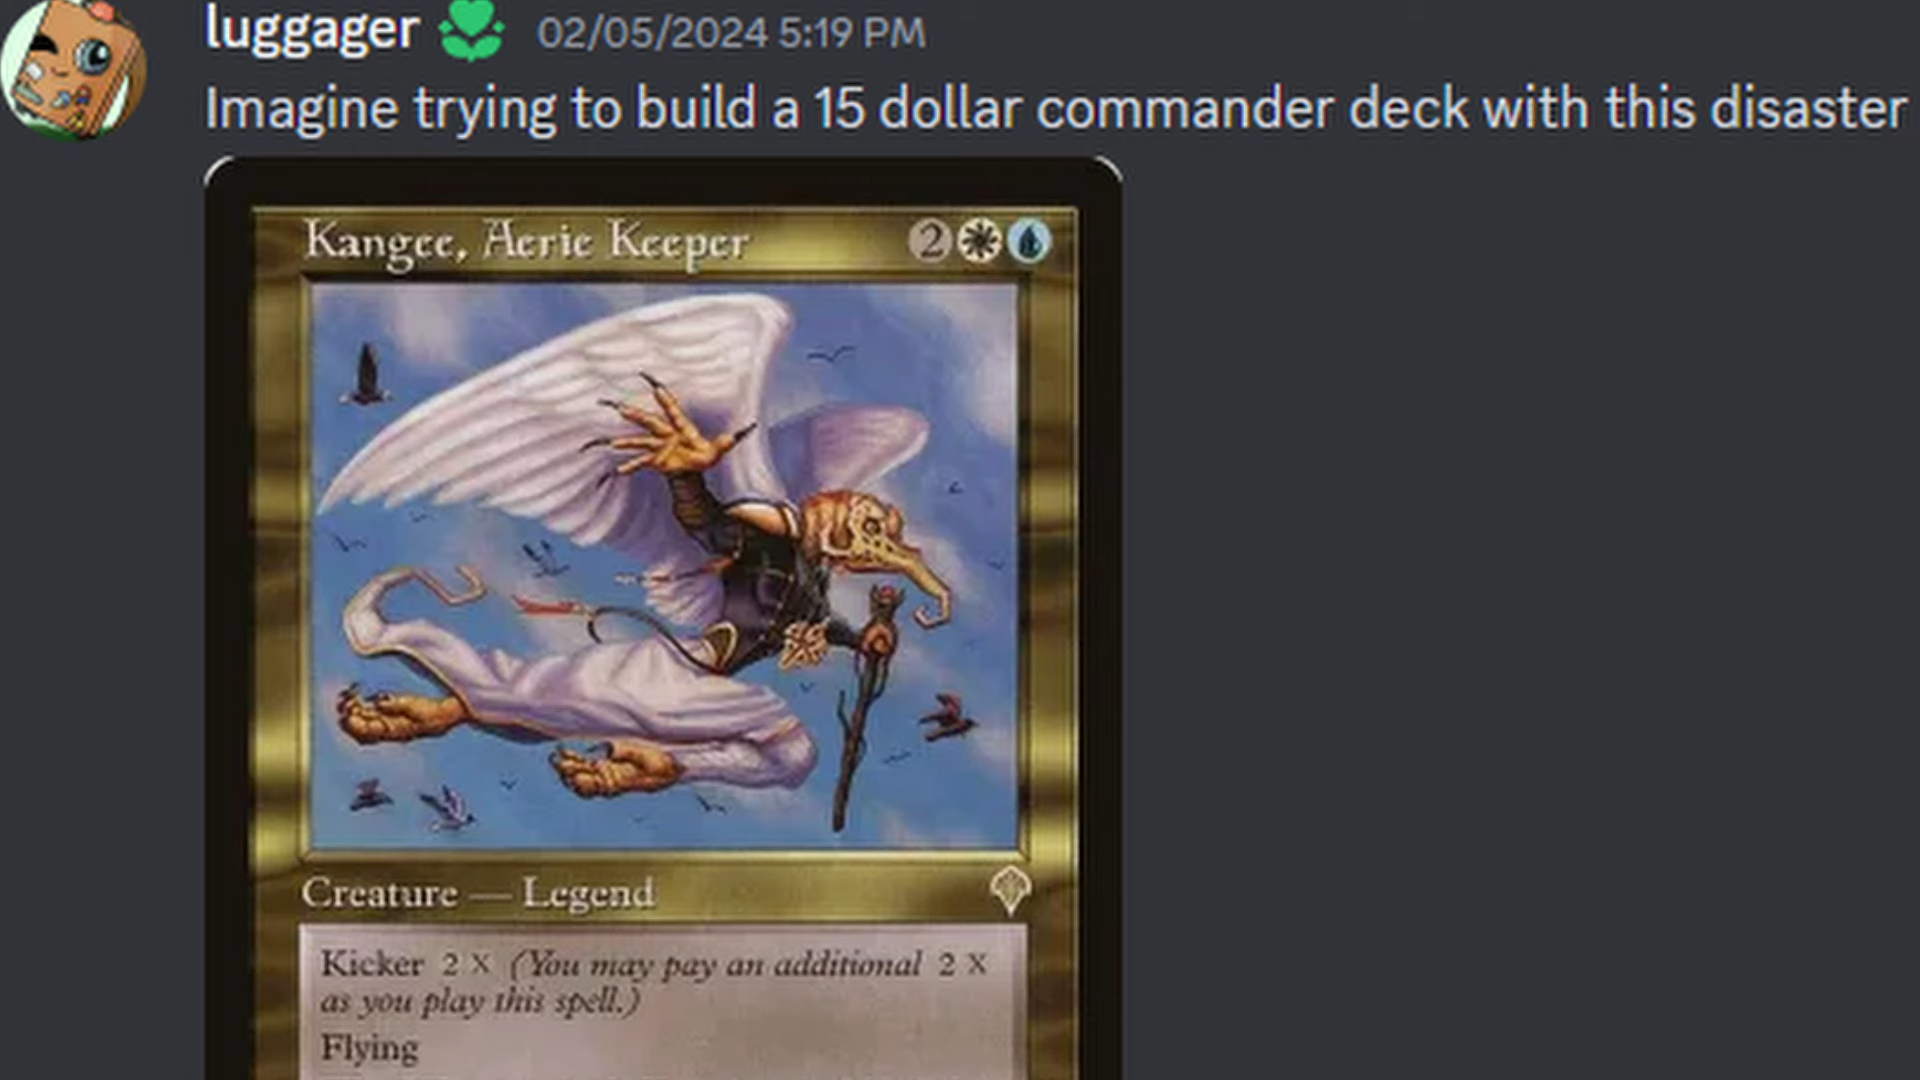 luggager 02/05/2024 5:19 PM
Imagine trying to build a 15 dollar commander deck with this disaster
Kangee, Aerie Keeper 2
Creature — Legend
Kicker 2 X (You may pay an additional 2 X
as you play this spell.)
Flying